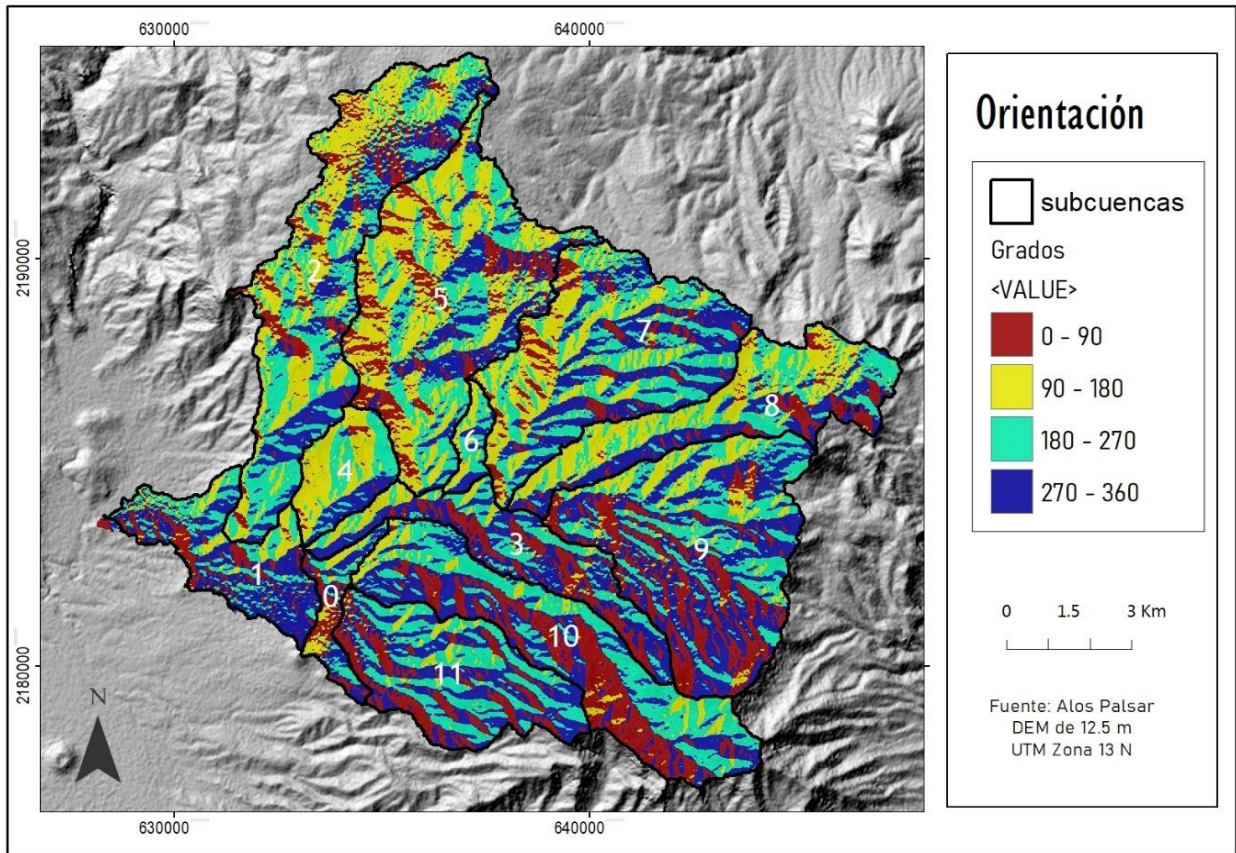 630000
640000
2190000
2180000
2
5
7
8
6
4
3
9
1
0
10
11
N
630000
640000
Orientación
subcuencas
Grados
<VALUE>
0 - 90
90 - 180
180 - 270
270 - 360
0 1.5 3 Km
Fuente: Alos Palsar
DEM de 12.5 m
UTM Zona 13 N